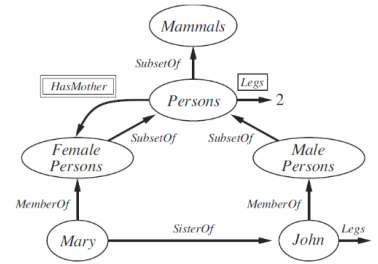 Mammals
SubsetOf
HasMother
Legs
Persons
2
SubsetOf
SubsetOf
Female
Persons
Male
Persons
MemberOf
MemberOf
SisterOf
Legs
Mary
John